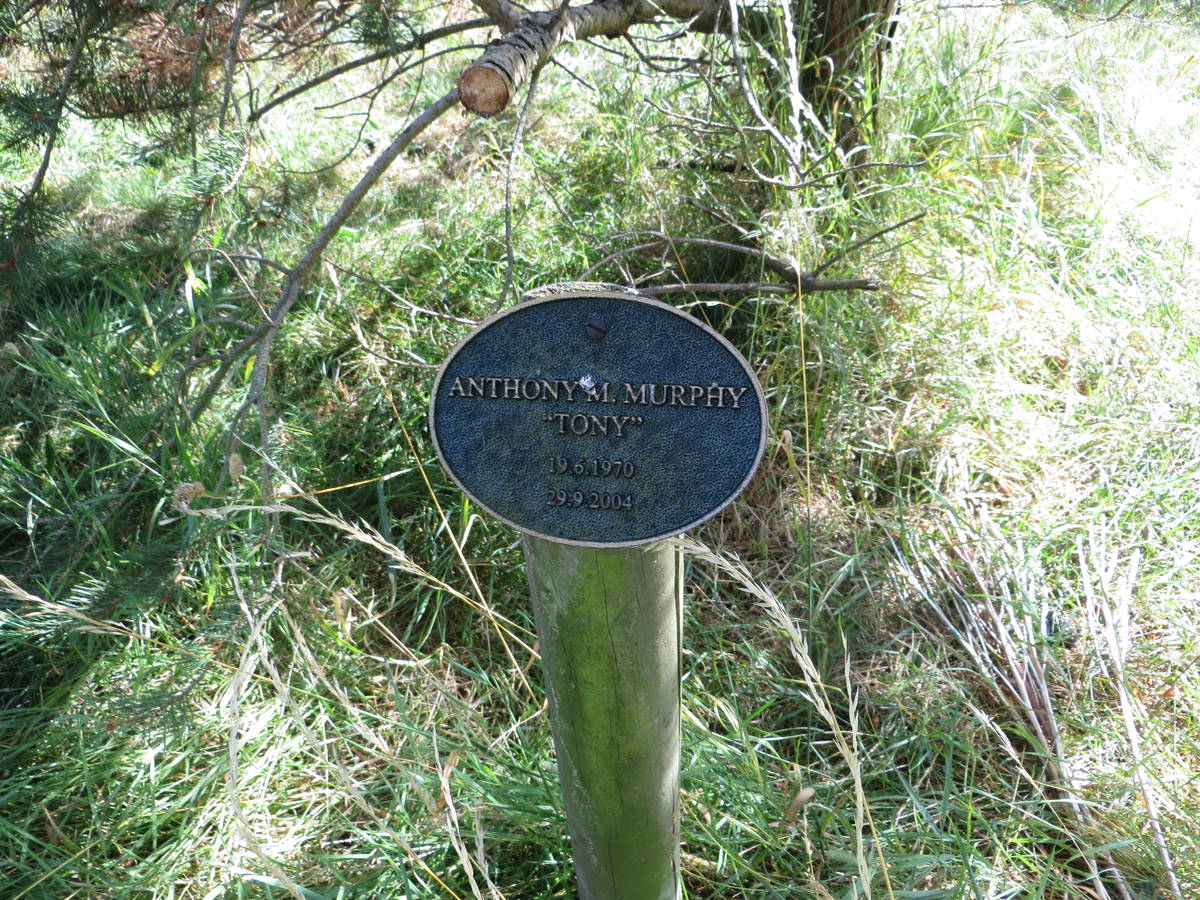 ANTHONY M. MURPHY
“TONY”
19.6.1970
29.9.2004